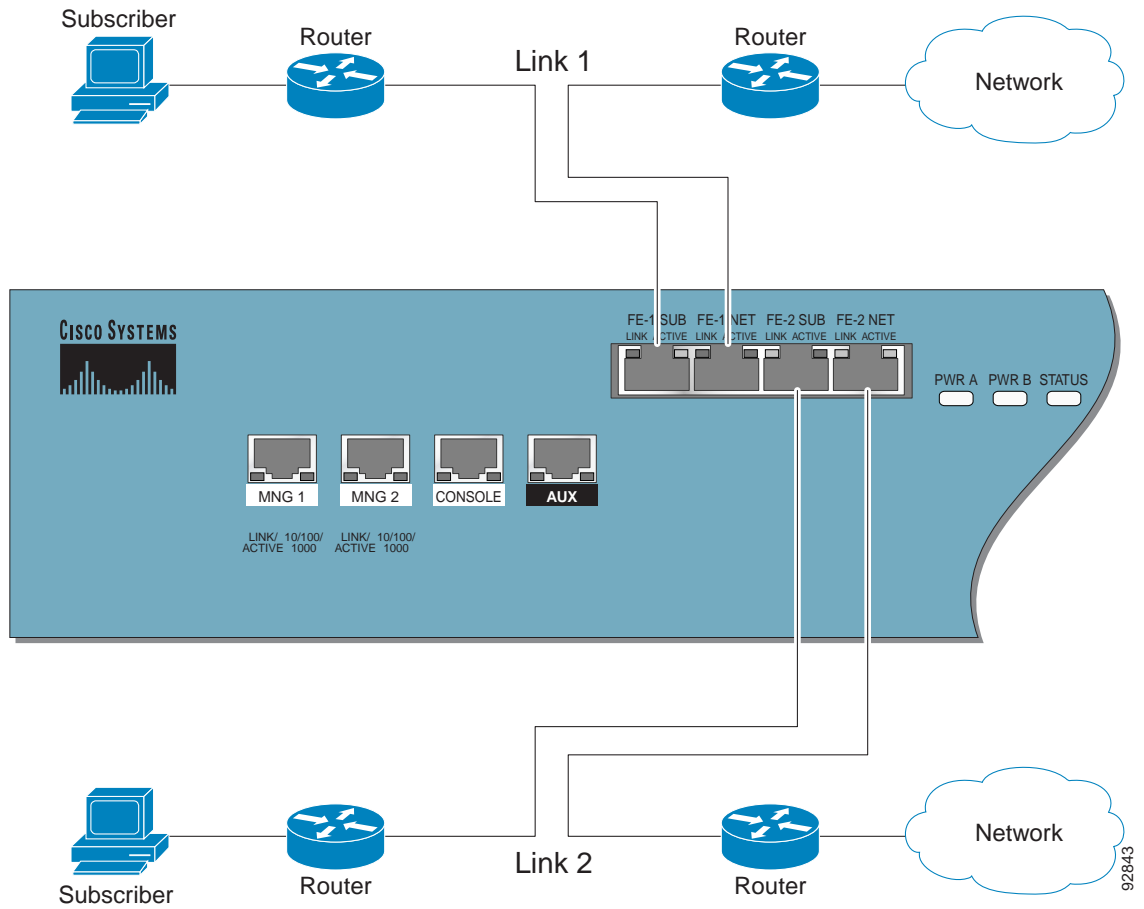 Subscriber
Router
Link 1
Router
Network
CISCO SYSTEMS
FE-1 SUB FE-1 NET FE-2 SUB FE-2 NET
LINK ACTIVE LINK ACTIVE LINK ACTIVE LINK ACTIVE
PWR A PWR B STATUS
MNG 1 MNG 2 CONSOLE AUX
LINK/ 10/100/ LINK/ 10/100/
ACTIVE 1000 ACTIVE 1000
Network
Link 2
Subscriber
Router
Router
92843